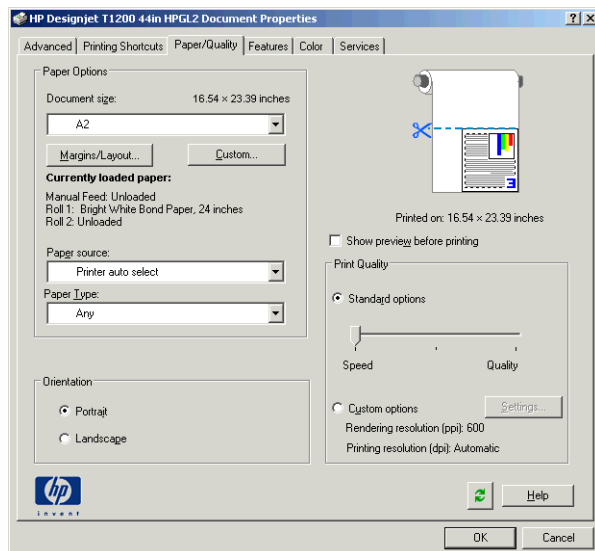 HP Designjet T1200 44in HPGL2 Document Properties
Advanced Printing Shortcuts Paper/Quality Features Color Services
Paper Options
Document size: 16.54 × 23.39 inches
A2
Margins/Layout... Custom...
Currently loaded paper:
Manual Feed: Unloaded
Roll 1: Bright White Bond Paper, 24 inches
Roll 2: Unloaded
Paper source:
Printer auto select
Paper Type:
Any
Orientation
Portrait
Landscape
Printed on: 16.54 × 23.39 inches
Show preview before printing
Print Quality
Standard options
Speed Quality
Custom options Settings...
Rendering resolution (ppi): 600
Printing resolution (dpi): Automatic
hp
invent
Help
OK Cancel